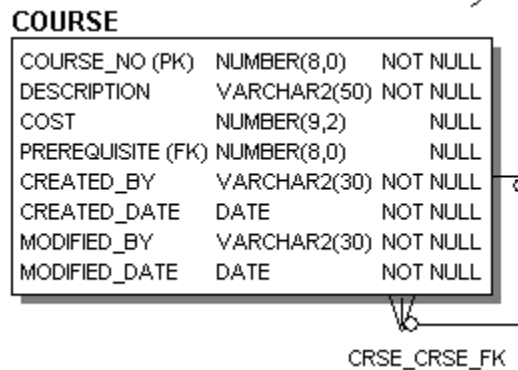 COURSE
COURSE_NO (PK) NUMBER(8,0) NOT NULL
DESCRIPTION VARCHAR2(50) NOT NULL
COST NUMBER(9,2) NULL
PREREQUISITE (FK) NUMBER(8,0) NULL
CREATED_BY VARCHAR2(30) NOT NULL
CREATED_DATE DATE NOT NULL
MODIFIED_BY VARCHAR2(30) NOT NULL
MODIFIED_DATE DATE NOT NULL
CRSE_CRSE_FK